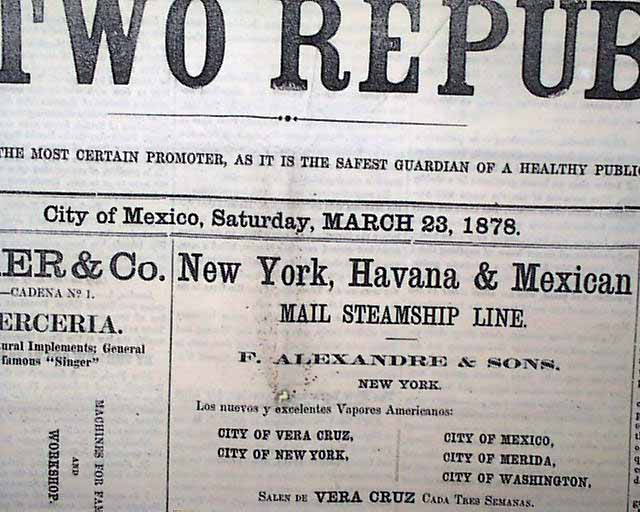 TWO REPUB
THE MOST CERTAIN PROMOTER, AS IT IS THE SAFEST GUARDIAN OF A HEALTHY PUBLI
City of Mexico, Saturday, MARCH 23, 1878.
ER & Co.
—CADENA Nº 1.
ERCERIA.
ural Implements; General
famous "Singer"
MACHINES FOR FAM
AND
WORKSHOP.
New York, Havana & Mexican
MAIL STEAMSHIP LINE.
F. ALEXANDRE & SONS.
NEW YORK.
Los nuevos y excelentes Vapores Americanos:
CITY OF VERA CRUZ,
CITY OF NEW YORK,
CITY OF MEXICO,
CITY OF MERIDA,
CITY OF WASHINGTON,
SALEN DE VERA CRUZ CADA TRES SEMANAS.